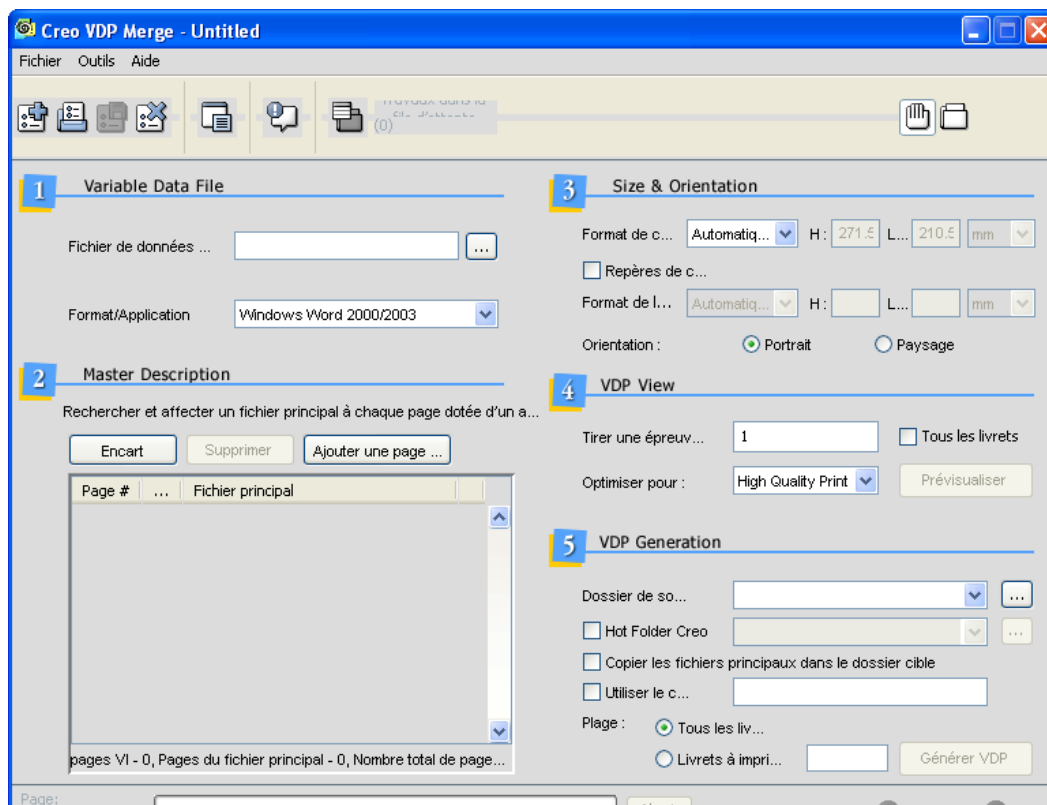 Creo VDP Merge - Untitled
Fichier Outils Aide
Travaux dans la
file d'attente
(0)
1 Variable Data File
Fichier de données ... ...
Format/Application Windows Word 2000/2003
2 Master Description
Rechercher et affecter un fichier principal à chaque page dotée d'un a...
Encart Supprimer Ajouter une page ...
Page # ... Fichier principal
pages VI - 0, Pages du fichier principal - 0, Nombre total de page...
3 Size & Orientation
Format de c... Automatiq... H : 271.5 L... 210.5 mm
Repères de c...
Format de l... Automatiq... H : L... mm
Orientation : Portrait Paysage
4 VDP View
Tirer une épreuv... 1 Tous les livrets
Optimiser pour : High Quality Print Prévisualiser
5 VDP Generation
Dossier de so... ...
Hot Folder Creo ...
Copier les fichiers principaux dans le dossier cible
Utiliser le c...
Plage : Tous les liv...
Livrets à impri... Générer VDP
Page: